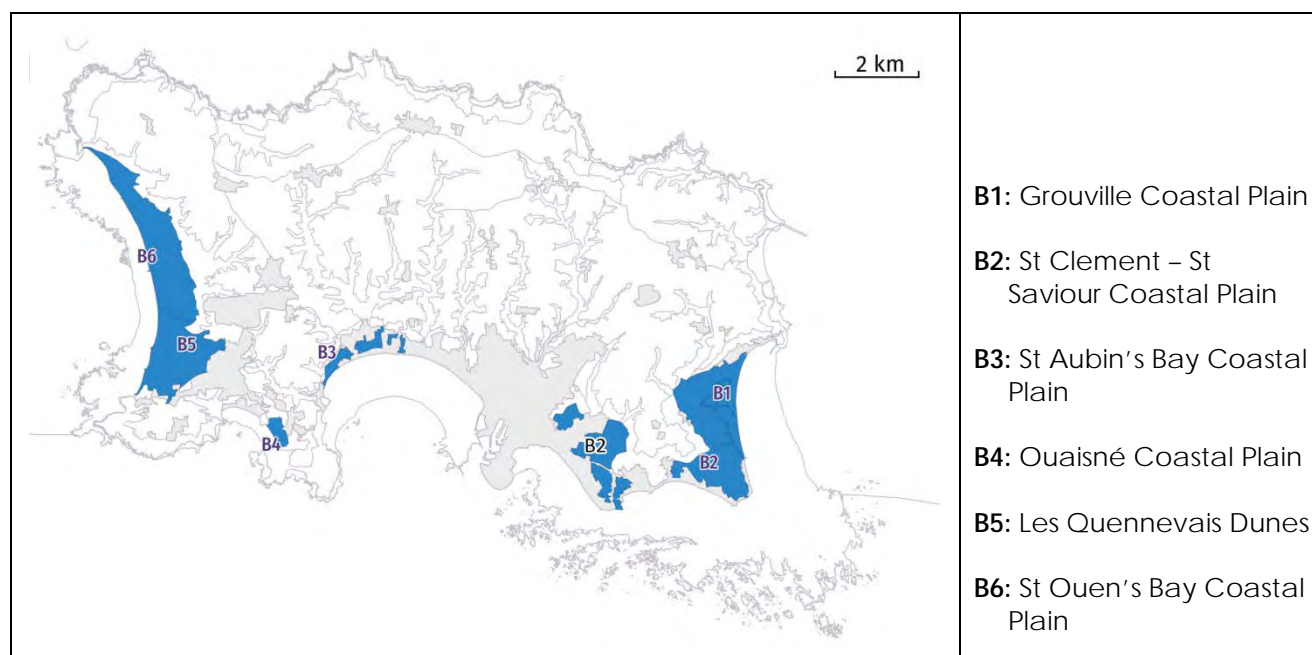 2 km
B6
B5
B3
B4
B2
B1
B2
B1: Grouville Coastal Plain
B2: St Clement – St
Saviour Coastal Plain
B3: St Aubin's Bay Coastal
Plain
B4: Ouaisné Coastal Plain
B5: Les Quennevais Dunes
B6: St Ouen's Bay Coastal
Plain